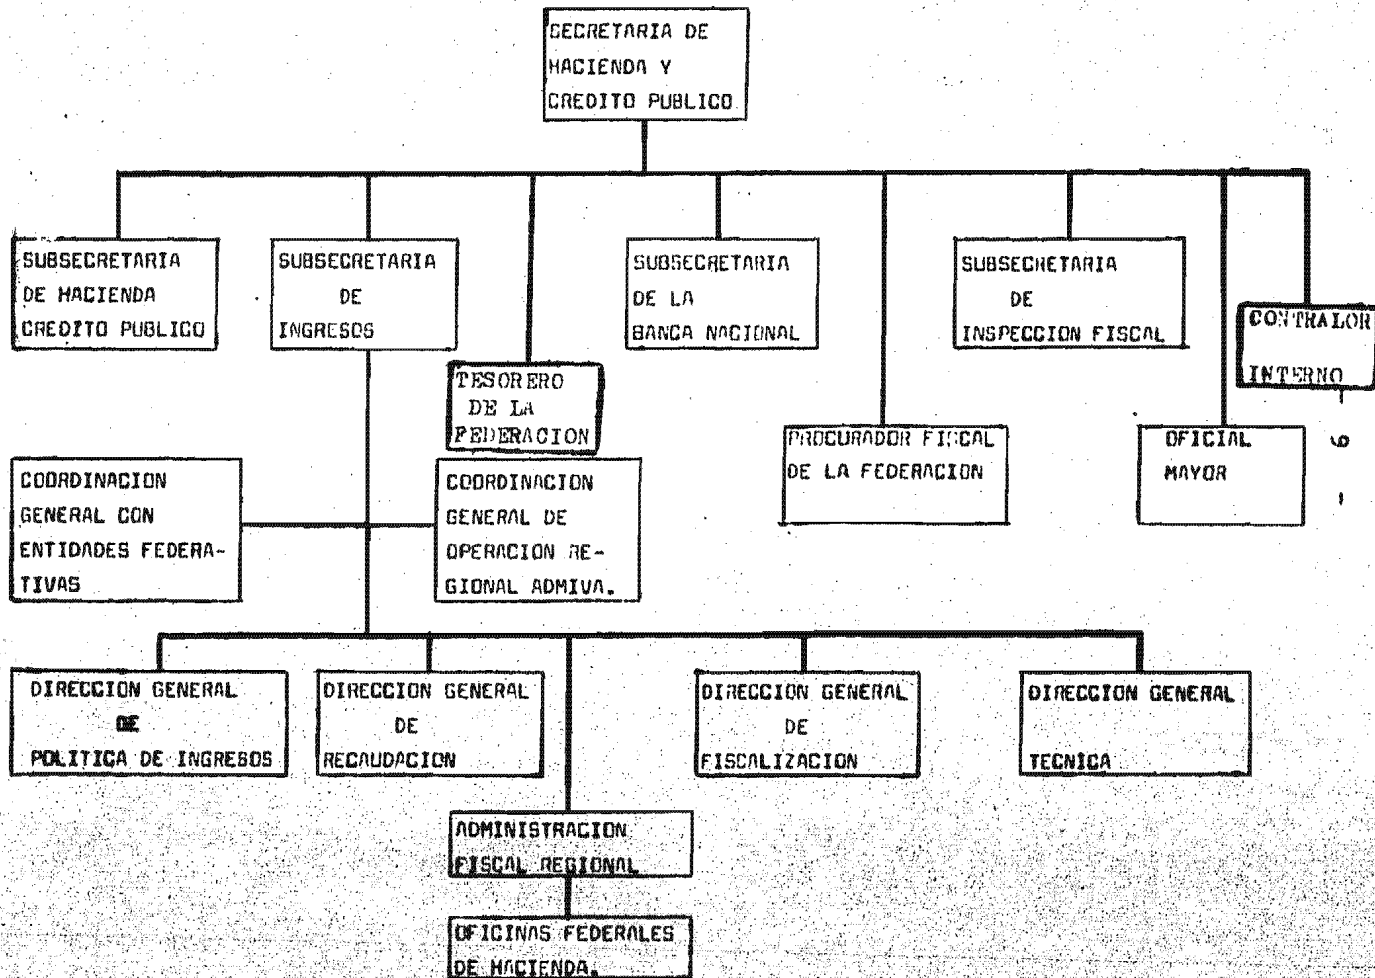 SECRETARIA DE
HACIENDA Y
CREDITO PUBLICO
SUBSECRETARIA
DE HACIENDA
CREDITO PUBLICO
SUBSECRETARIA
DE
INGRESOS
TESORERO
DE LA
FEDERACION
SUBSECRETARIA
DE LA
BANCA NACIONAL
PROCURADOR FISCAL
DE LA FEDERACION
SUBSECRETARIA
DE
INSPECCION FISCAL
OFICIAL
MAYOR
CONTRALOR
INTERNO
- 6 -
COORDINACION
GENERAL CON
ENTIDADES FEDERA-
TIVAS
COORDINACION
GENERAL DE
OPERACION RE-
GIONAL ADMIVA.
DIRECCION GENERAL
DE
POLITICA DE INGRESOS
DIRECCION GENERAL
DE
RECAUDACION
DIRECCION GENERAL
DE
FISCALIZACION
DIRECCION GENERAL
TECNICA
ADMINISTRACION
FISCAL REGIONAL
OFICINAS FEDERALES
DE HACIENDA.